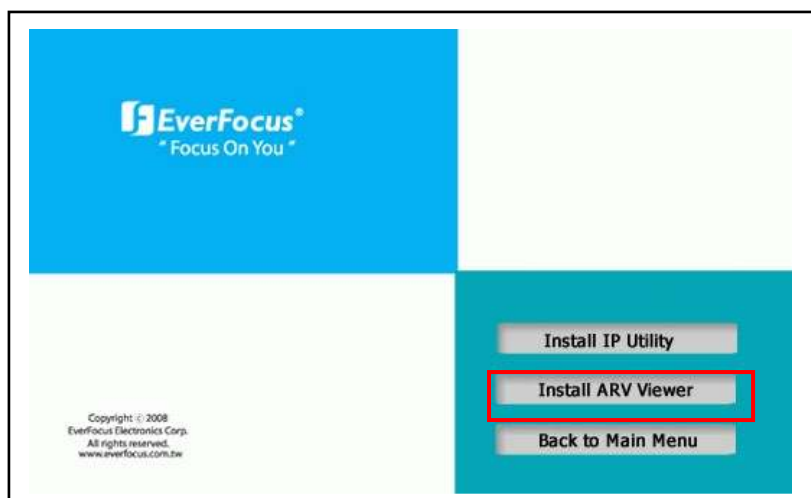 EverFocus®
"Focus On You"
Install IP Utility
Install ARV Viewer
Back to Main Menu
Copyright © 2008
EverFocus Electronics Corp.
All rights reserved.
www.everfocus.com.tw